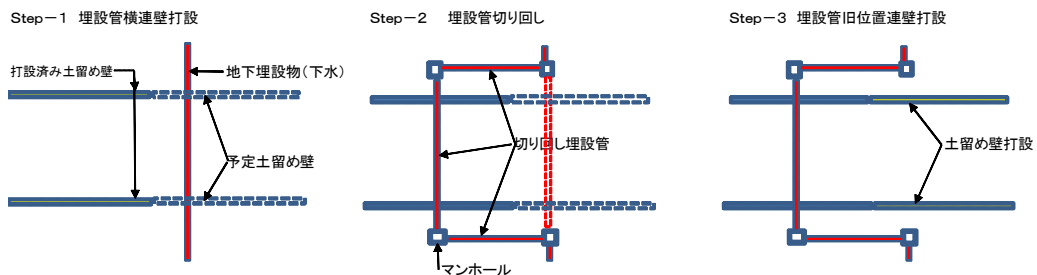 Step－1 埋設管横連壁打設
打設済み土留め壁
地下埋設物（下水）
予定土留め壁
Step－2 埋設管切り回し
切り回し埋設管
マンホール
Step－3 埋設管旧位置連壁打設
土留め壁打設